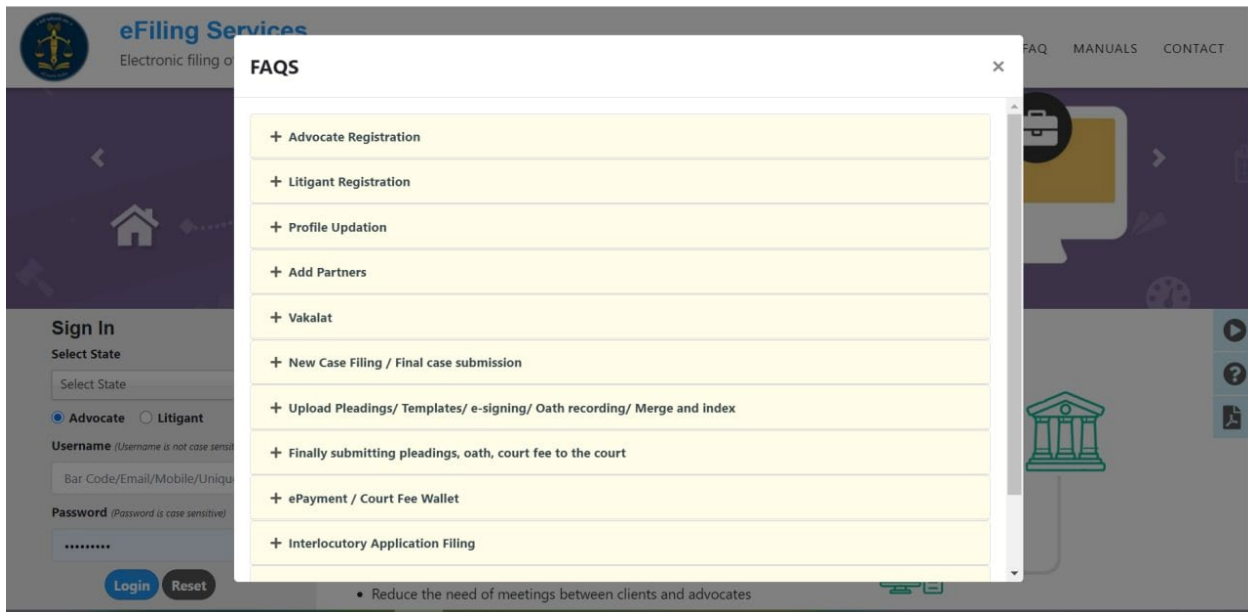 eFiling Services
Electronic filing o
FAQ MANUALS CONTACT
FAQS
×
+ Advocate Registration
+ Litigant Registration
+ Profile Updation
+ Add Partners
+ Vakalat
+ New Case Filing / Final case submission
+ Upload Pleadings/ Templates/ e-signing/ Oath recording/ Merge and index
+ Finally submitting pleadings, oath, court fee to the court
+ ePayment / Court Fee Wallet
+ Interlocutory Application Filing
Sign In
Select State
Select State
Advocate Litigant
Username (Username is not case sensit
Bar Code/Email/Mobile/Uniqu
Password (Password is case sensitive)
•••••••••
Login Reset
• Reduce the need of meetings between clients and advocates